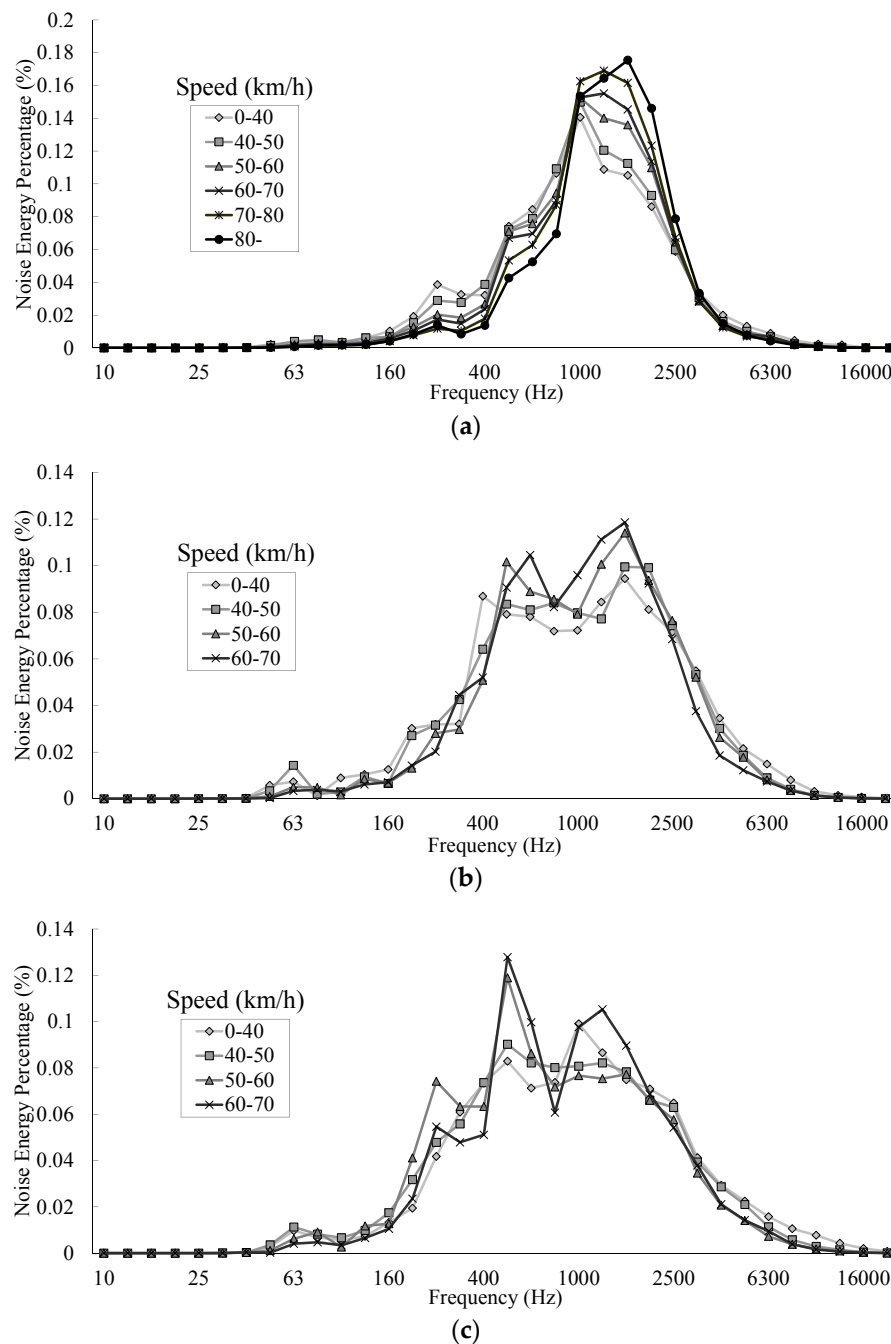 0.2
0.18
0.16
0.14
0.12
0.1
0.08
0.06
0.04
0.02
0
Noise Energy Percentage (%)
Speed (km/h)
0-40
40-50
50-60
60-70
70-80
80-
10 25 63 160 400 1000 2500 6300 16000
Frequency (Hz)
(a)
0.14
0.12
0.1
0.08
0.06
0.04
0.02
0
Noise Energy Percentage (%)
Speed (km/h)
0-40
40-50
50-60
60-70
10 25 63 160 400 1000 2500 6300 16000
Frequency (Hz)
(b)
0.14
0.12
0.1
0.08
0.06
0.04
0.02
0
Noise Energy Percentage (%)
Speed (km/h)
0-40
40-50
50-60
60-70
10 25 63 160 400 1000 2500 6300 16000
Frequency (Hz)
(c)